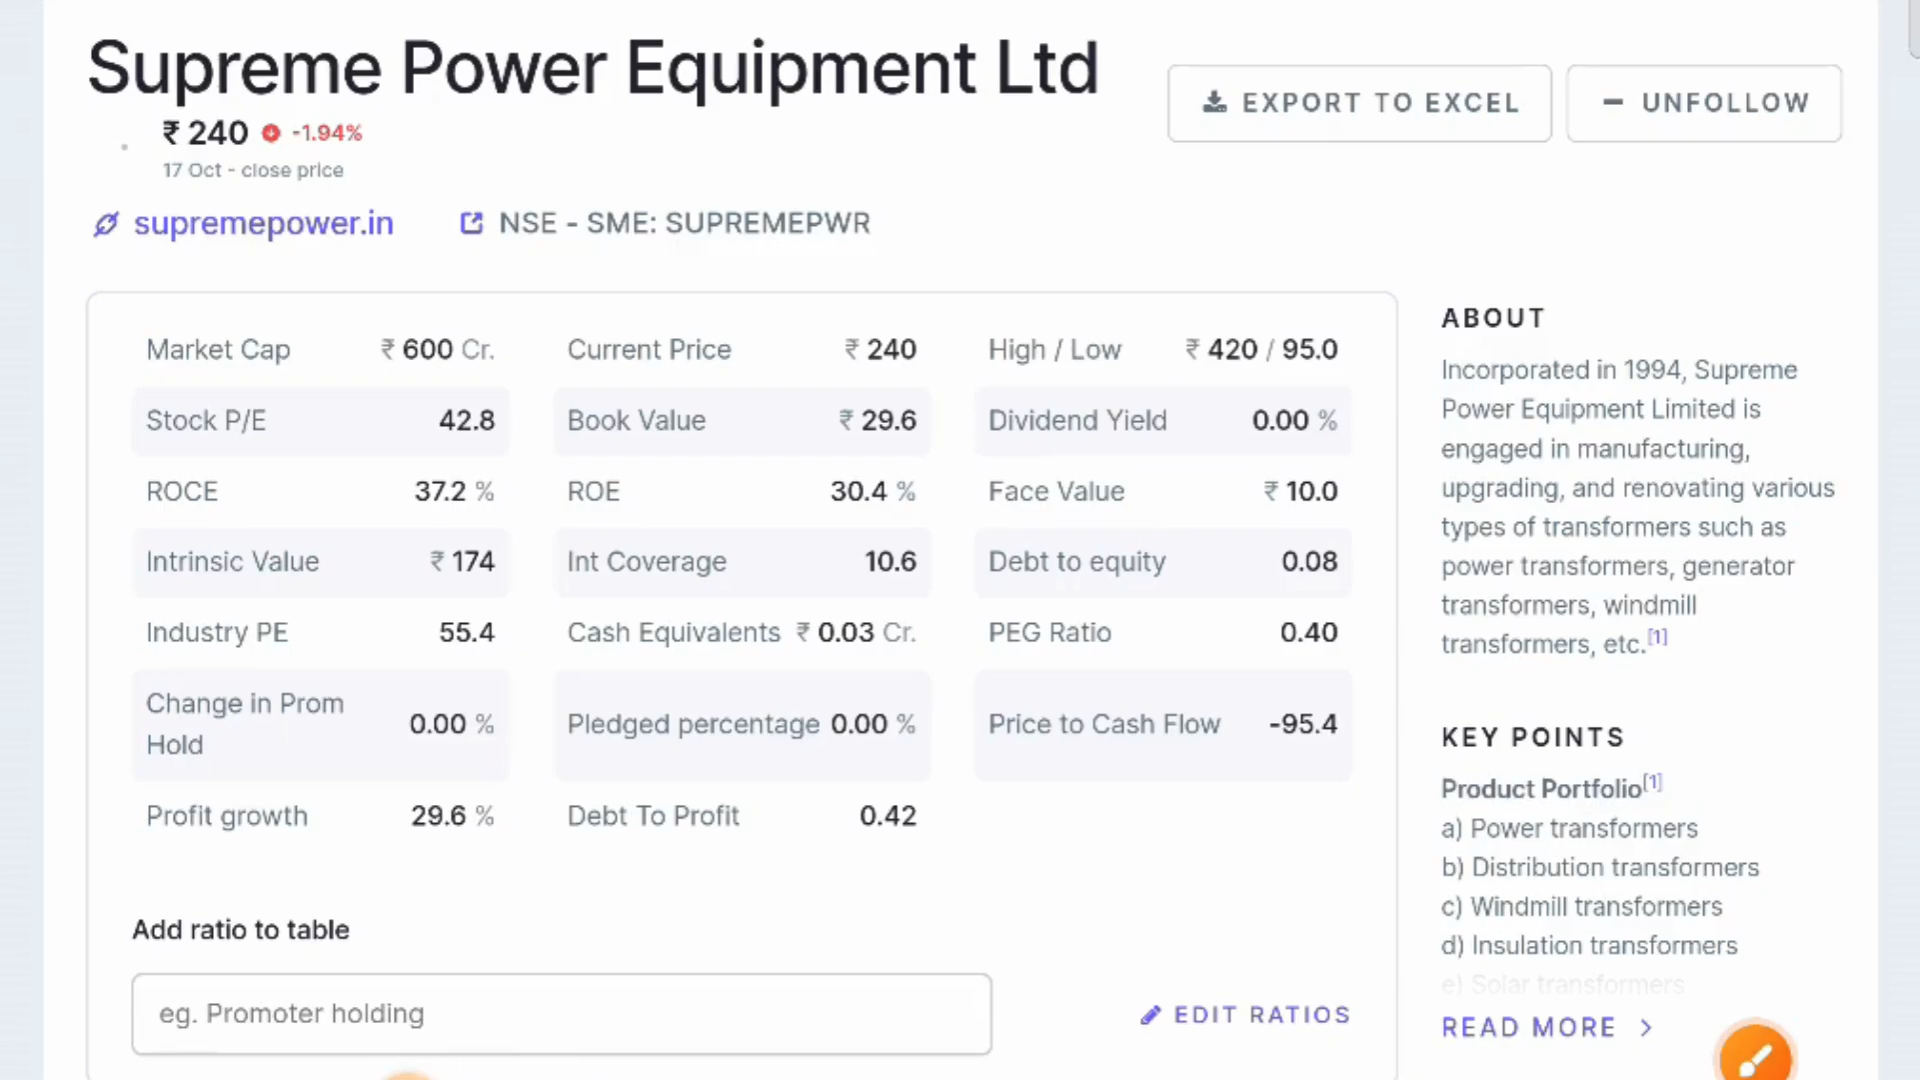 Supreme Power Equipment Ltd
EXPORT TO EXCEL
UNFOLLOW
₹ 240 -1.94%
17 Oct - close price
supremepower.in
NSE - SME: SUPREMEPWR
Market Cap ₹ 600 Cr.
Current Price ₹ 240
High / Low ₹ 420 / 95.0
Stock P/E 42.8
Book Value ₹ 29.6
Dividend Yield 0.00 %
ROCE 37.2 %
ROE 30.4 %
Face Value ₹ 10.0
Intrinsic Value ₹ 174
Int Coverage 10.6
Debt to equity 0.08
Industry PE 55.4
Cash Equivalents ₹ 0.03 Cr.
PEG Ratio 0.40
Change in Prom
Hold 0.00 %
Pledged percentage 0.00 %
Price to Cash Flow -95.4
Profit growth 29.6 %
Debt To Profit 0.42
Add ratio to table
eg. Promoter holding
EDIT RATIOS
ABOUT
Incorporated in 1994, Supreme
Power Equipment Limited is
engaged in manufacturing,
upgrading, and renovating various
types of transformers such as
power transformers, generator
transformers, windmill
transformers, etc.[1]
KEY POINTS
Product Portfolio[1]
a) Power transformers
b) Distribution transformers
c) Windmill transformers
d) Insulation transformers
e) Solar transformers
READ MORE